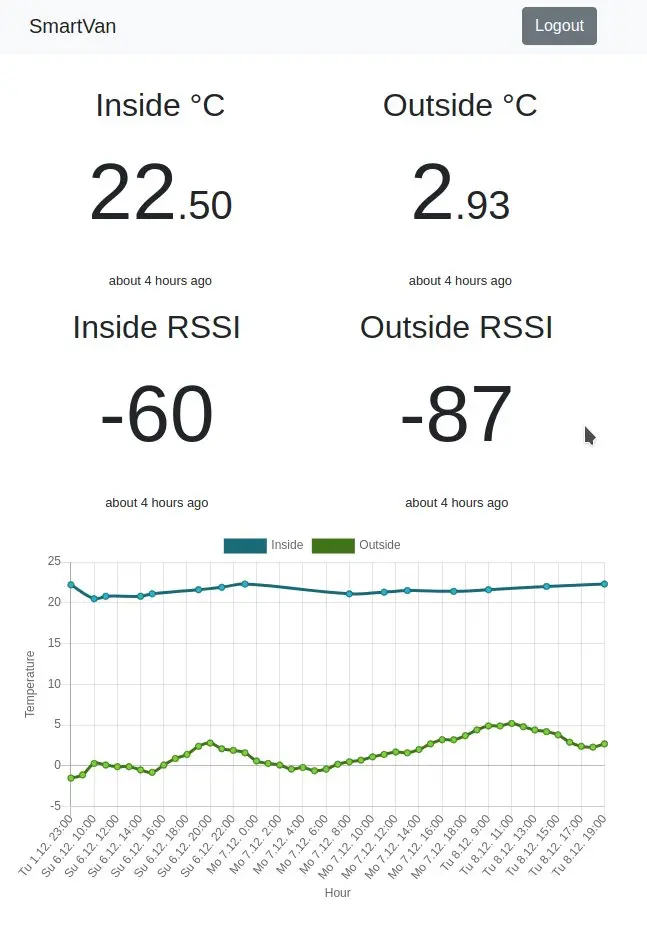 SmartVan Logout
Inside °C Outside °C
22.50 2.93
about 4 hours ago about 4 hours ago
Inside RSSI Outside RSSI
-60 -87
about 4 hours ago about 4 hours ago
Inside Outside
25
20
15
10
5
0
-5
Temperature
Tu 1.12. 23:00
Su 6.12. 10:00
Su 6.12. 12:00
Su 6.12. 14:00
Su 6.12. 16:00
Su 6.12. 18:00
Su 6.12. 20:00
Su 6.12. 22:00
Mo 7.12. 0:00
Mo 7.12. 2:00
Mo 7.12. 4:00
Mo 7.12. 6:00
Mo 7.12. 8:00
Mo 7.12. 10:00
Mo 7.12. 12:00
Mo 7.12. 14:00
Mo 7.12. 16:00
Mo 7.12. 18:00
Tu 8.12. 9:00
Tu 8.12. 11:00
Tu 8.12. 13:00
Tu 8.12. 15:00
Tu 8.12. 17:00
Tu 8.12. 19:00
Hour